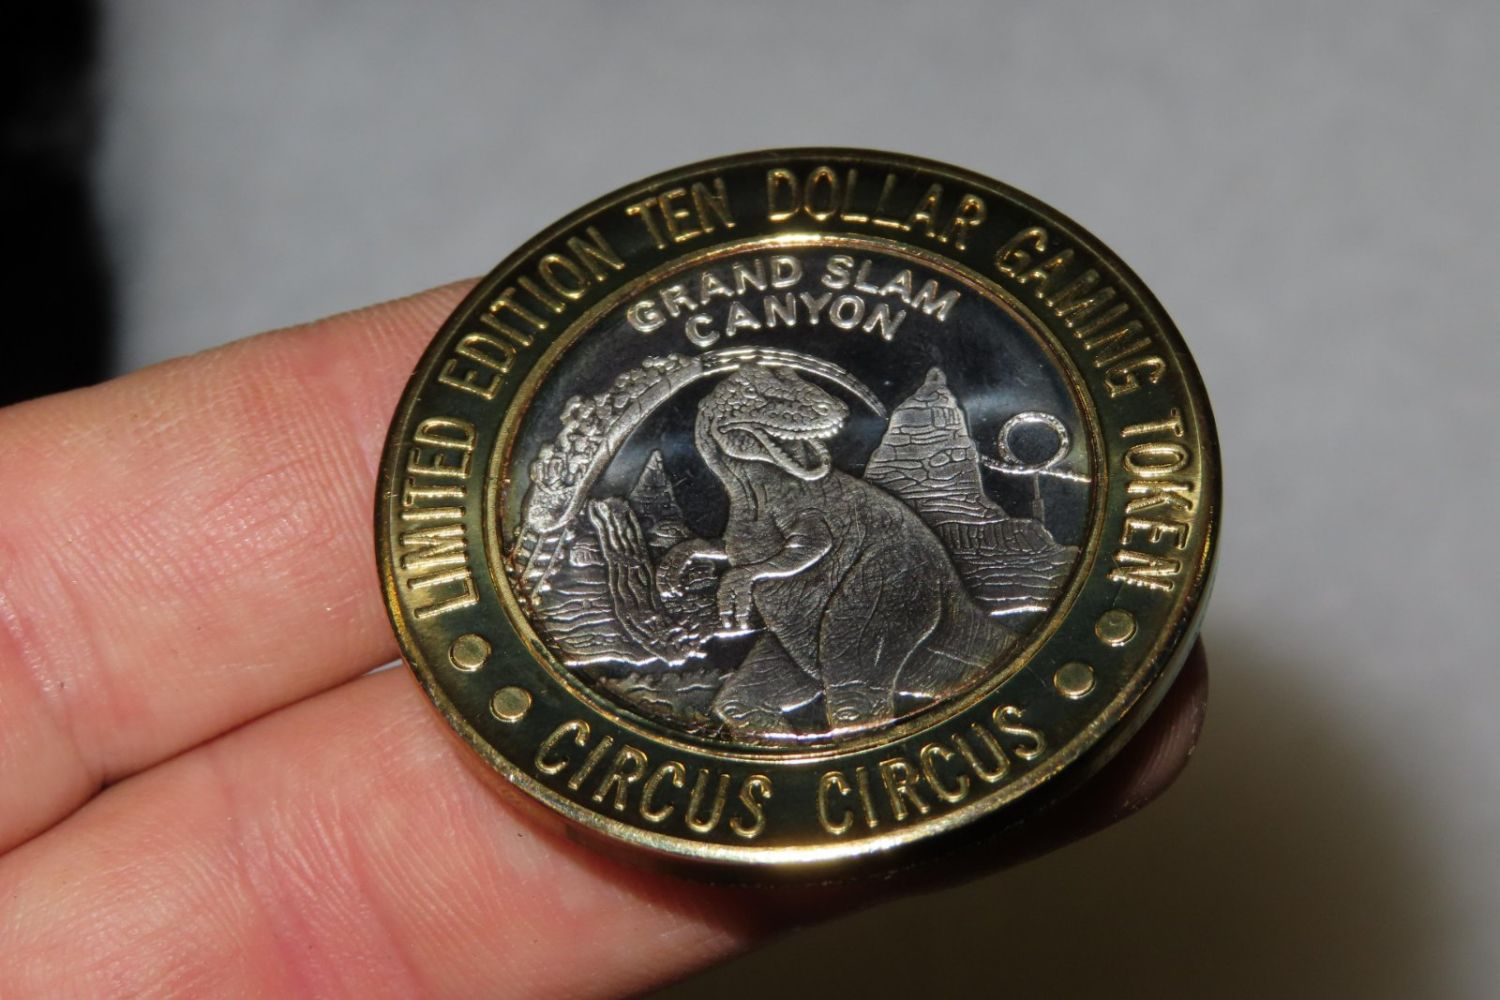 LIMITED EDITION TEN DOLLAR GAMING TOKEN
GRAND SLAM
CANYON
CIRCUS CIRCUS